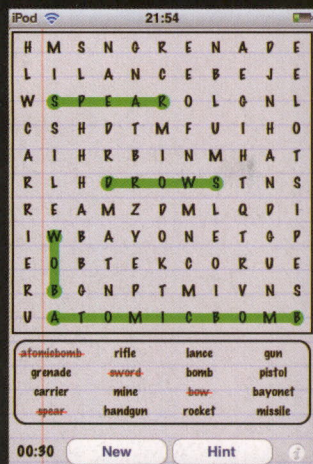 iPod 21:54
H M S N G R E N A D E
L I L A N C E B E J E
W S P E A R O L G N L
C S H D T M F U I H O
A I H R B I N M H A T
R L H D R O W S T N S
R E A M Z D M L Q D I
I W B A Y O N E T G P
E O B T E K C O R U E
R B G N P T M I V N S
U A T O M I C B O M B
atomicbomb rifle lance gun
grenade sword bomb pistol
carrier mine bow bayonet
spear handgun rocket missile
00:30 New Hint i